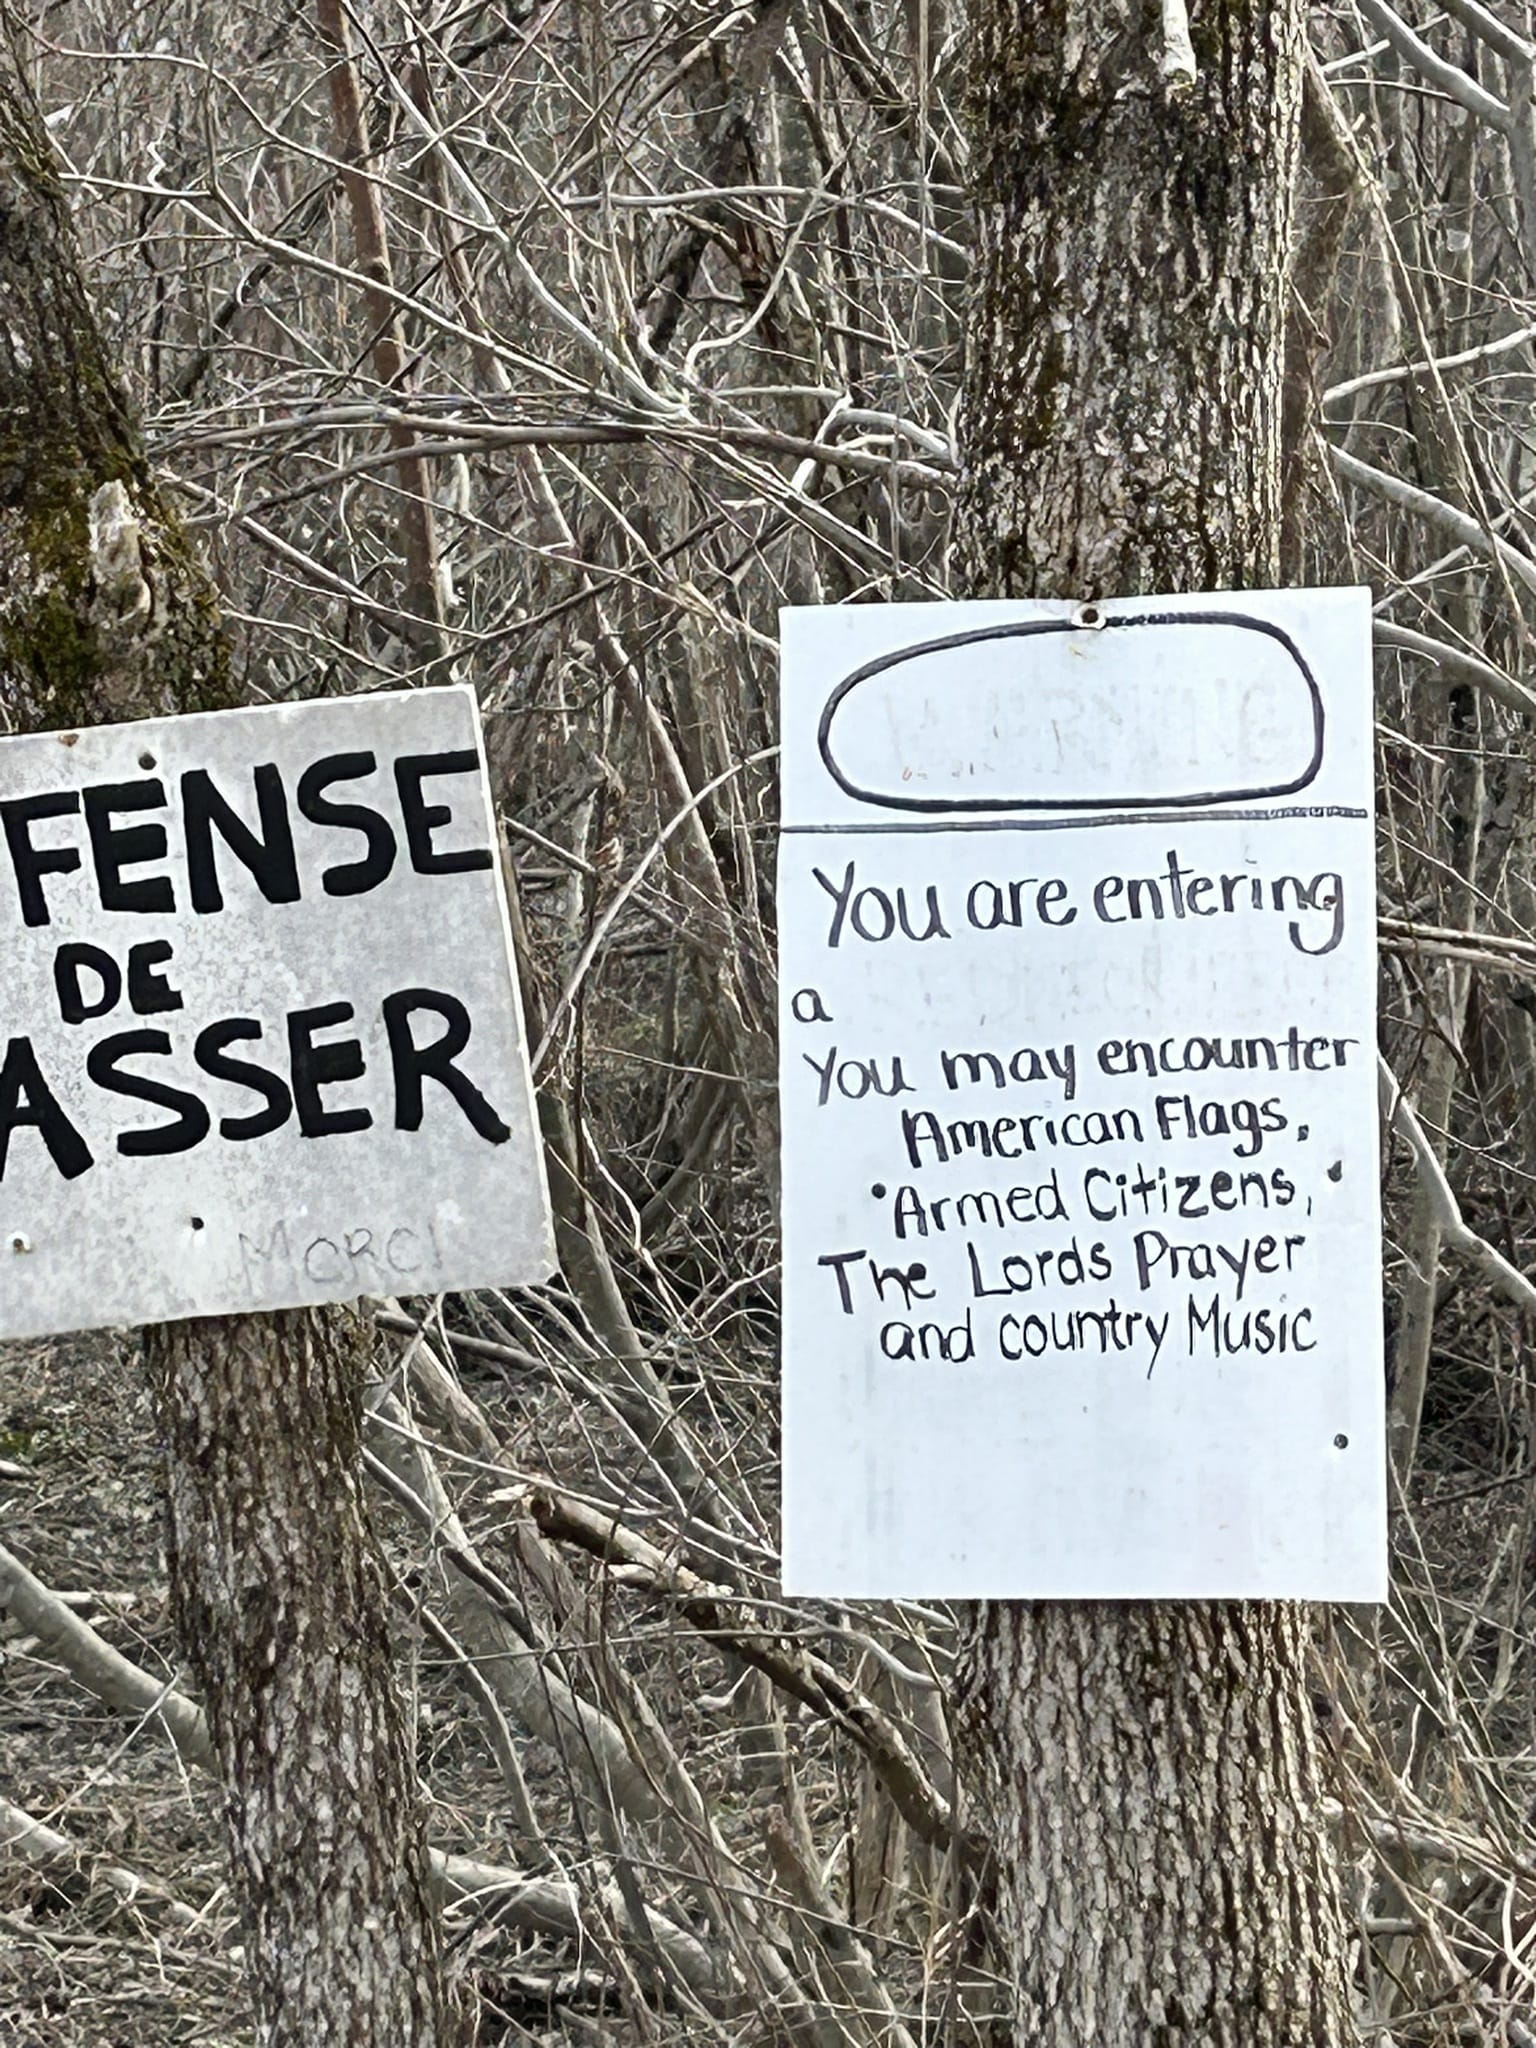 FENSE
DE
ASSER
MERCI
You are entering
a
You may encounter
American Flags,
Armed Citizens,
The Lords Prayer
and country Music